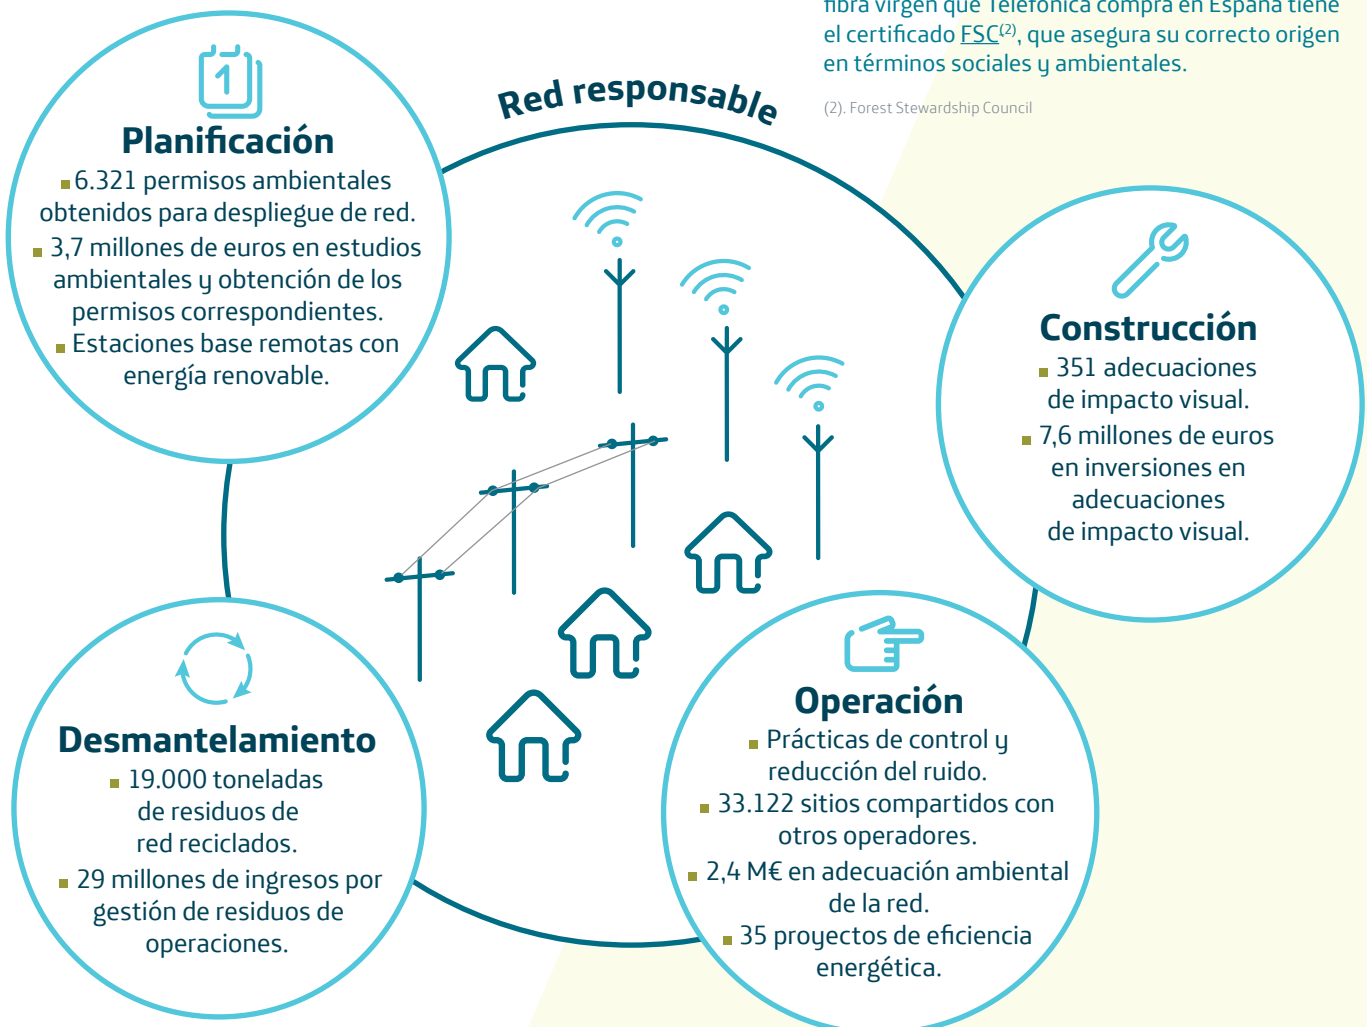 fibra virgen que Telefónica compra en España tiene
el certificado FSC(2), que asegura su correcto origen
en términos sociales y ambientales.
(2). Forest Stewardship Council
Red responsable
1
Planificación
6.321 permisos ambientales
obtenidos para despliegue de red.
3,7 millones de euros en estudios
ambientales y obtención de los
permisos correspondientes.
Estaciones base remotas con
energía renovable.
Construcción
351 adecuaciones
de impacto visual.
7,6 millones de euros
en inversiones en
adecuaciones
de impacto visual.
Operación
Prácticas de control y
reducción del ruido.
33.122 sitios compartidos con
otros operadores.
2,4 M€ en adecuación ambiental
de la red.
35 proyectos de eficiencia
energética.
Desmantelamiento
19.000 toneladas
de residuos de
red reciclados.
29 millones de ingresos por
gestión de residuos de
operaciones.